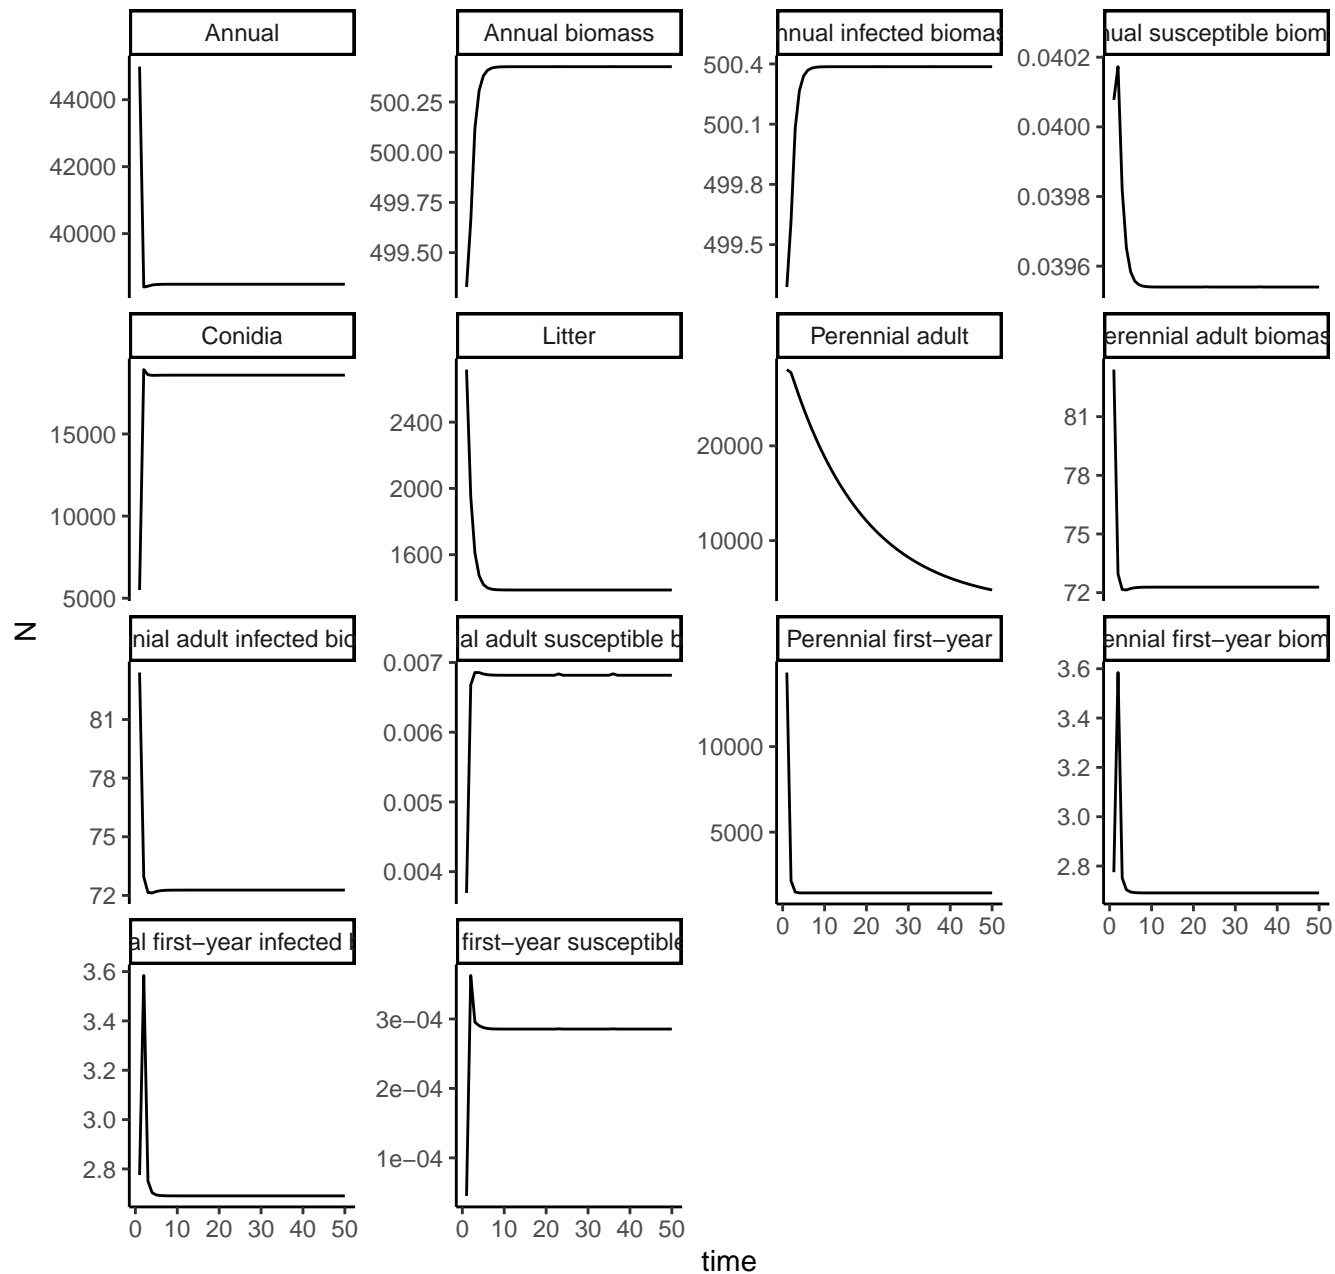 Annual
Annual biomass
nnual infected biomas
nual susceptible biom
44000
42000
40000
500.25
500.00
499.75
499.50
500.4
500.1
499.8
499.5
0.0402
0.0400
0.0398
0.0396
Conidia
Litter
Perennial adult
erennial adult biomas
15000
10000
5000
2400
2000
1600
20000
10000
81
78
75
72
N
nial adult infected bio
al adult susceptible b
Perennial first−year
ennial first−year biom
81
78
75
72
0.007
0.006
0.005
0.004
10000
5000
0 10 20 30 40 50
3.6
3.4
3.2
3.0
2.8
0 10 20 30 40 50
al first−year infected b
first−year susceptible
3.6
3.4
3.2
3.0
2.8
0 10 20 30 40 50
3e−04
2e−04
1e−04
0 10 20 30 40 50
time